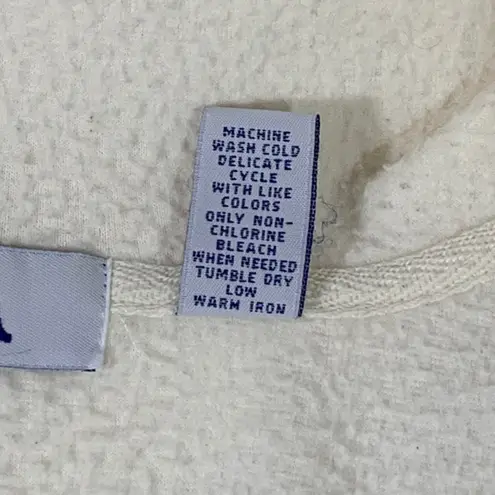 MACHINE
WASH COLD
DELICATE
CYCLE
WITH LIKE
COLORS
ONLY NON-
CHLORINE
BLEACH
WHEN NEEDED
TUMBLE DRY
LOW
WARM IRON